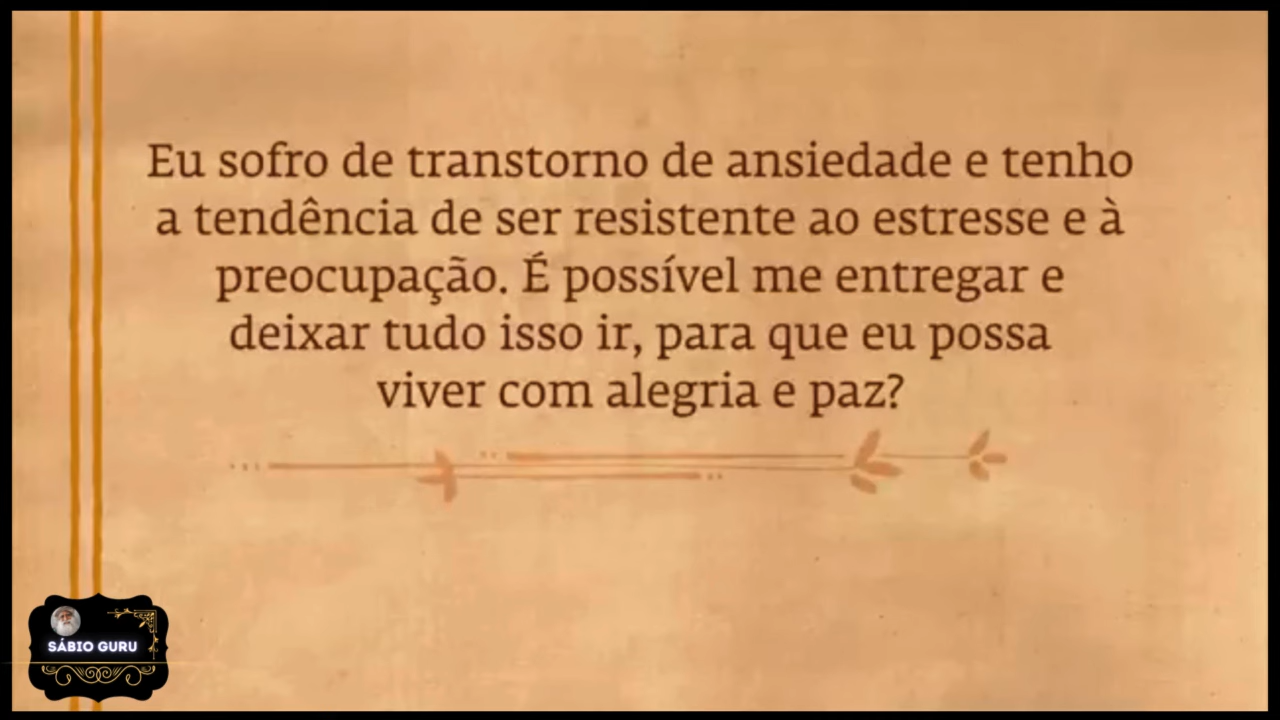 Eu sofro de transtorno de ansiedade e tenho
a tendência de ser resistente ao estresse e à
preocupação. É possível me entregar e
deixar tudo isso ir, para que eu possa
viver com alegria e paz?
SÁBIO GURU